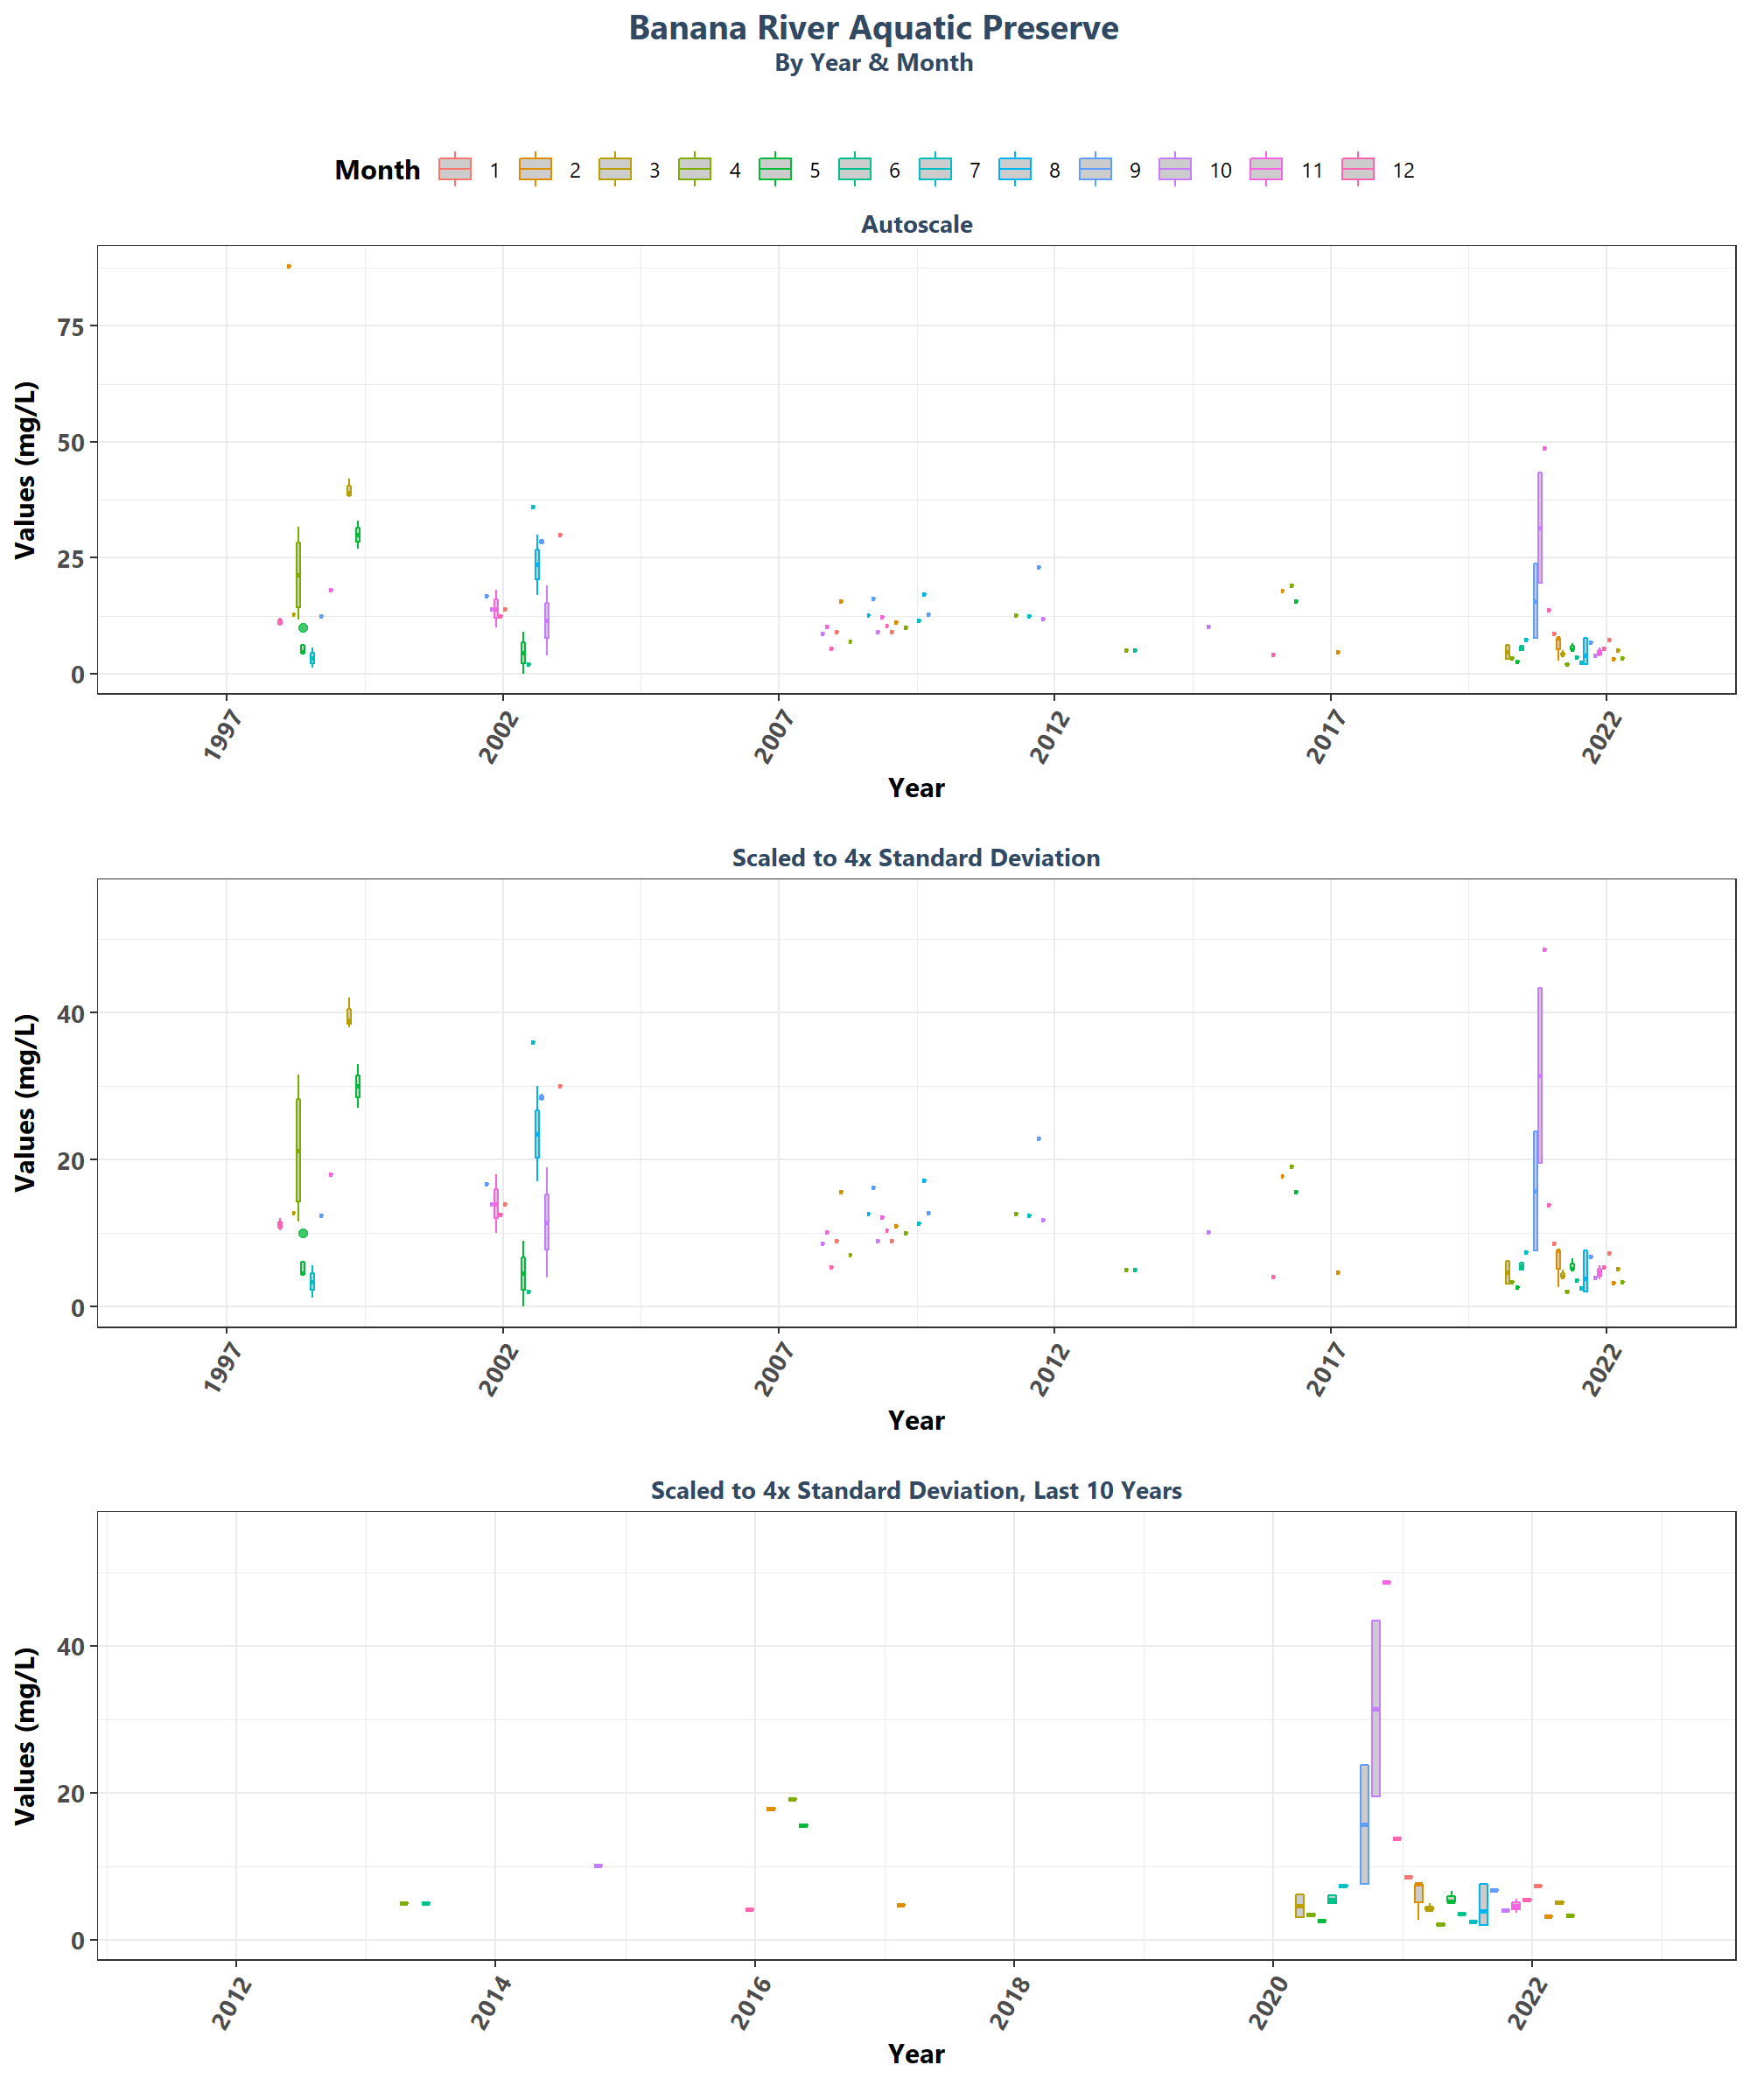 Banana River Aquatic Preserve
By Year & Month
Month 1 2 3 4 5 6 7 8 9 10 11 12
Autoscale
Values (mg/L)
75
50
25
0
1997 2002 2007 2012 2017 2022
Year
Scaled to 4x Standard Deviation
Values (mg/L)
40
20
0
1997 2002 2007 2012 2017 2022
Year
Scaled to 4x Standard Deviation, Last 10 Years
Values (mg/L)
40
20
0
2012 2014 2016 2018 2020 2022
Year